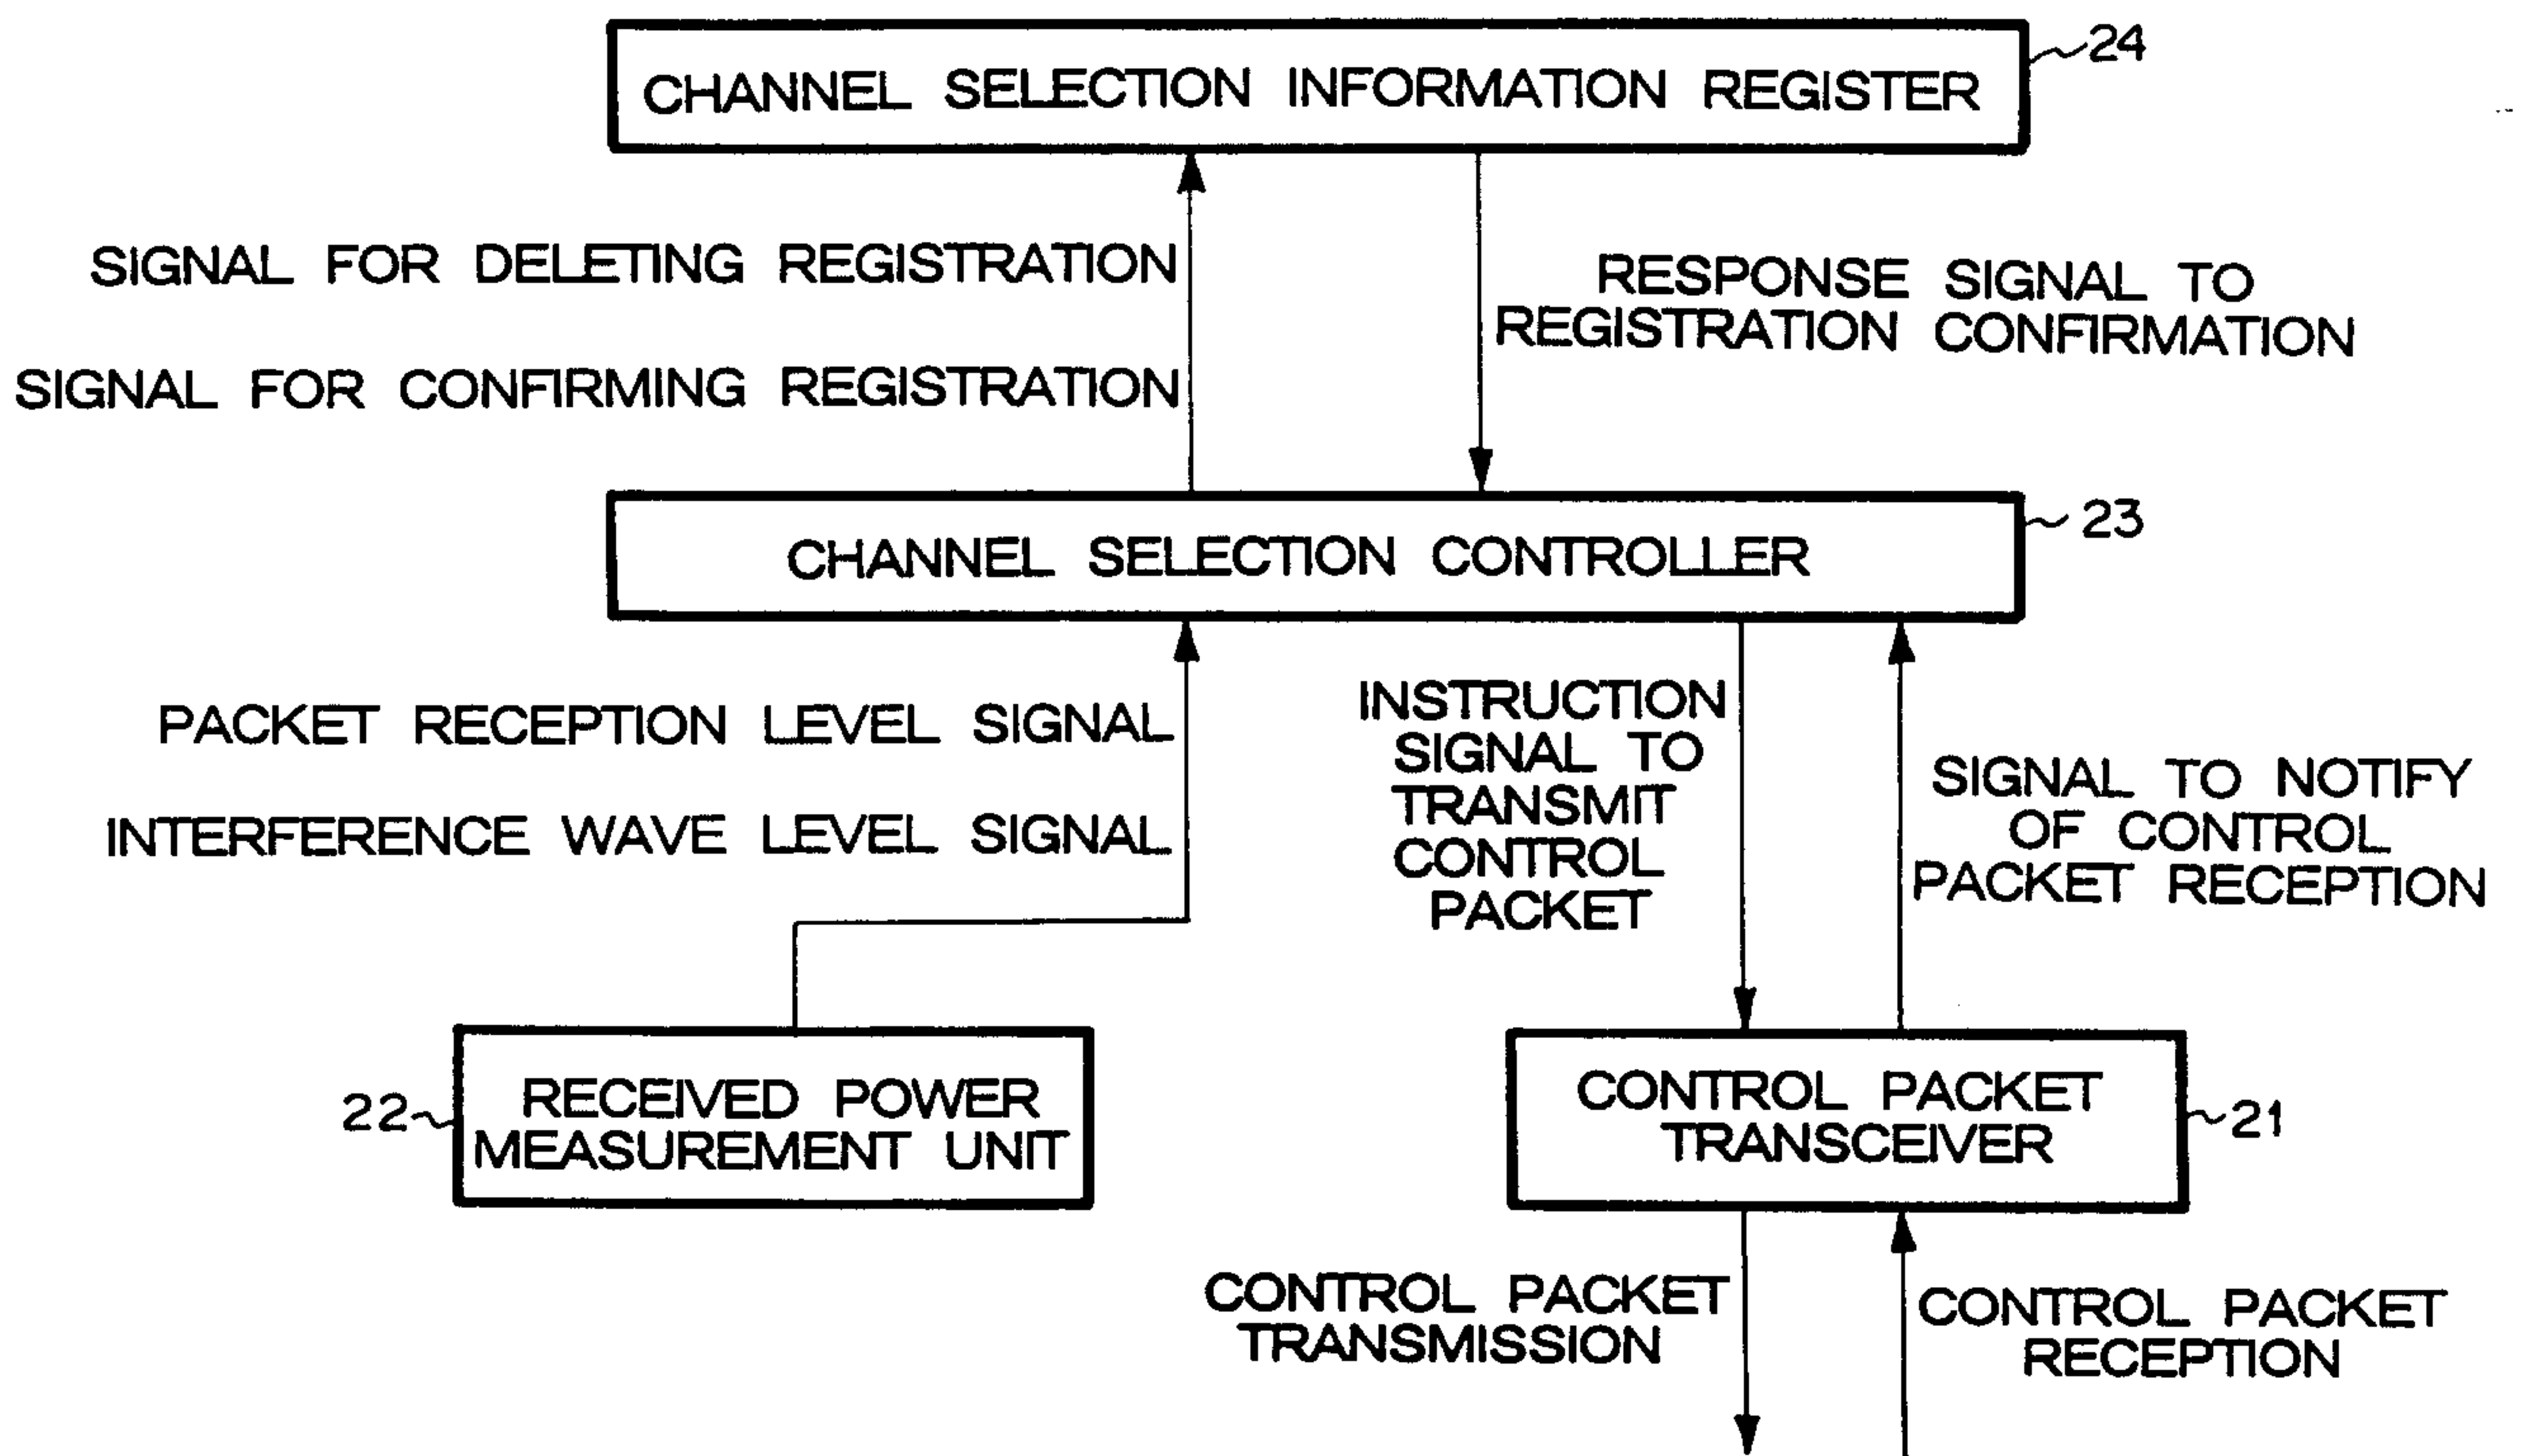 24
CHANNEL SELECTION INFORMATION REGISTER
SIGNAL FOR DELETING REGISTRATION
SIGNAL FOR CONFIRMING REGISTRATION
RESPONSE SIGNAL TO
REGISTRATION CONFIRMATION
23
CHANNEL SELECTION CONTROLLER
PACKET RECEPTION LEVEL SIGNAL
INTERFERENCE WAVE LEVEL SIGNAL
INSTRUCTION
SIGNAL TO
TRANSMIT
CONTROL
PACKET
SIGNAL TO NOTIFY
OF CONTROL
PACKET RECEPTION
22
RECEIVED POWER
MEASUREMENT UNIT
CONTROL PACKET
TRANSCEIVER
21
CONTROL PACKET
TRANSMISSION
CONTROL PACKET
RECEPTION